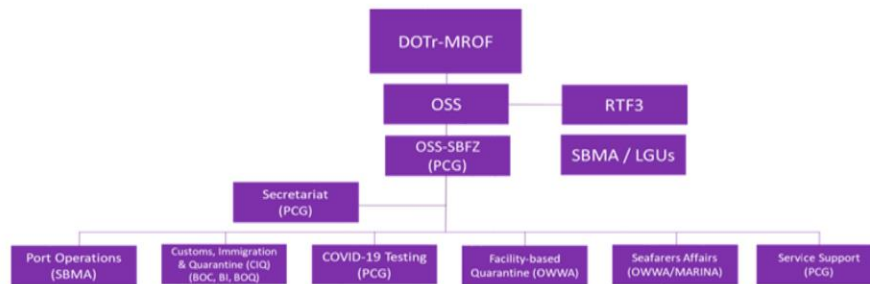 DOTr-MROF
OSS
RTF3
OSS-SBFZ
(PCG)
SBMA / LGUs
Secretariat
(PCG)
Port Operations
(SBMA)
Customs, Immigration
& Quarantine (CIQ)
(BOC, BI, BOQ)
COVID-19 Testing
(PCG)
Facility-based
Quarantine (OWWA)
Seafarers Affairs
(OWWA/MARINA)
Service Support
(PCG)